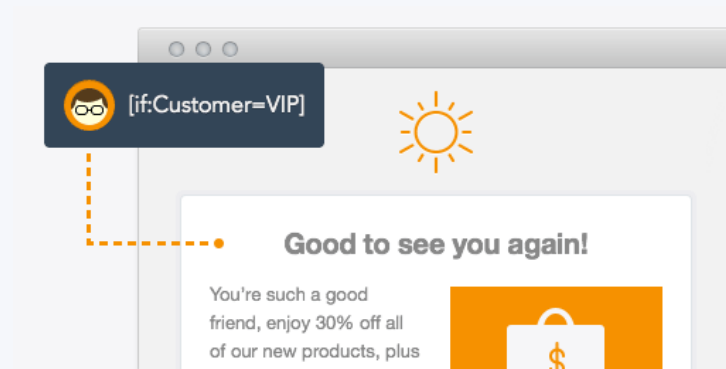 [if:Customer=VIP]
Good to see you again!
You're such a good
friend, enjoy 30% off all
of our new products, plus
$